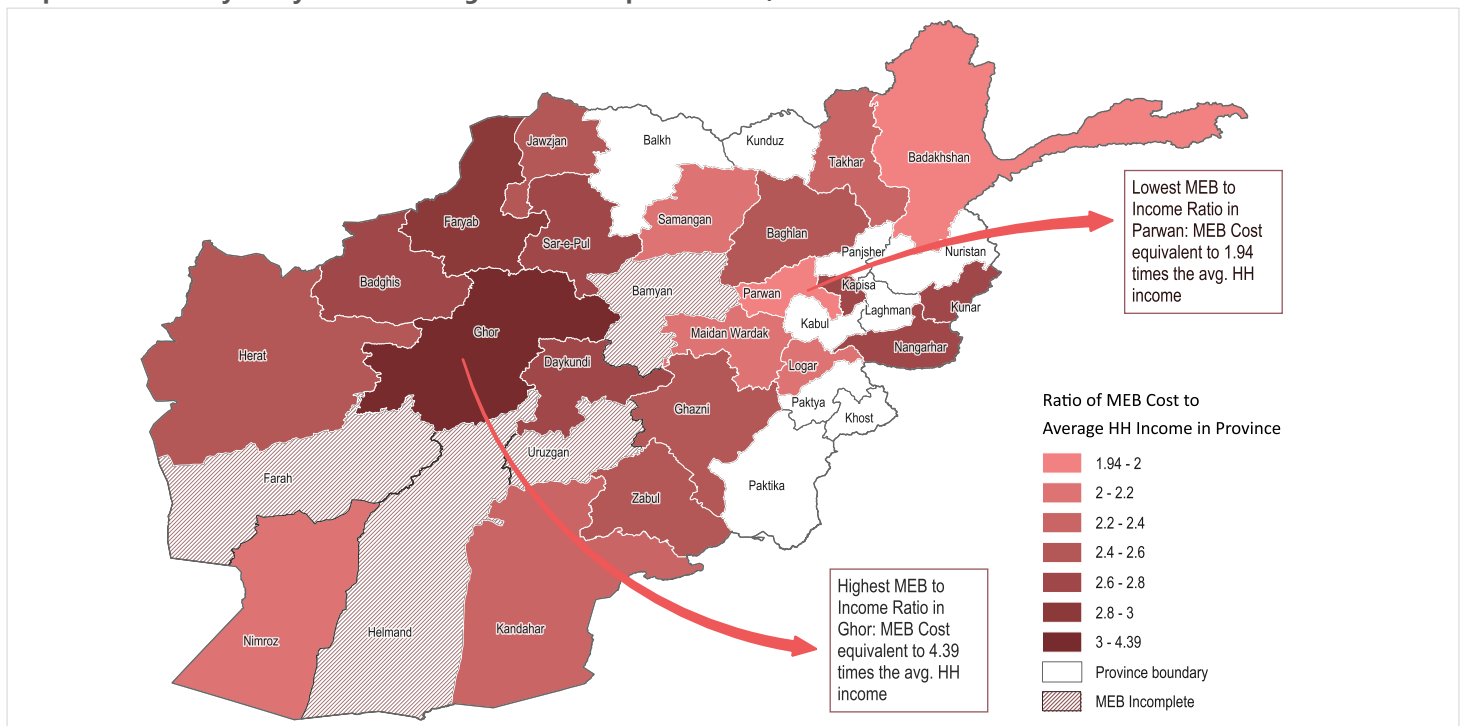 Jawzjan
Balkh
Kunduz
Takhar
Badakhshan
Faryab
Samangan
Sar-e-Pul
Baghlan
Panjsher
Nuristan
Badghis
Bamyan
Parwan
Kapisa
Kunar
Laghman
Ghor
Kabul
Maidan Wardak
Nangarhar
Herat
Daykundi
Logar
Ghazni
Paktya
Khost
Uruzgan
Farah
Zabul
Paktika
Nimroz
Helmand
Kandahar
Lowest MEB to
Income Ratio in
Parwan: MEB Cost
equivalent to 1.94
times the avg. HH
income
Highest MEB to
Income Ratio in
Ghor: MEB Cost
equivalent to 4.39
times the avg. HH
income
Ratio of MEB Cost to
Average HH Income in Province
1.94 - 2
2 - 2.2
2.2 - 2.4
2.4 - 2.6
2.6 - 2.8
2.8 - 3
3 - 4.39
Province boundary
MEB Incomplete